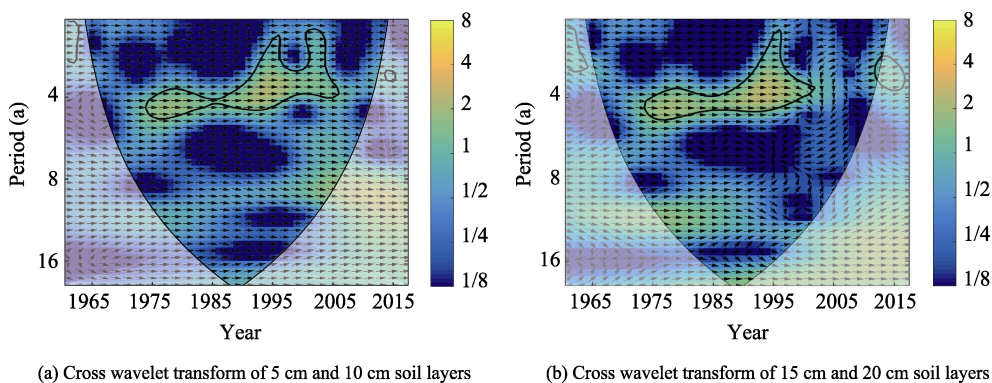 Period (a)
4
8
16
1965 1975 1985 1995 2005 2015
Year
8
4
2
1
1/2
1/4
1/8
(a) Cross wavelet transform of 5 cm and 10 cm soil layers
Period (a)
4
8
16
1965 1975 1985 1995 2005 2015
Year
8
4
2
1
1/2
1/4
1/8
(b) Cross wavelet transform of 15 cm and 20 cm soil layers